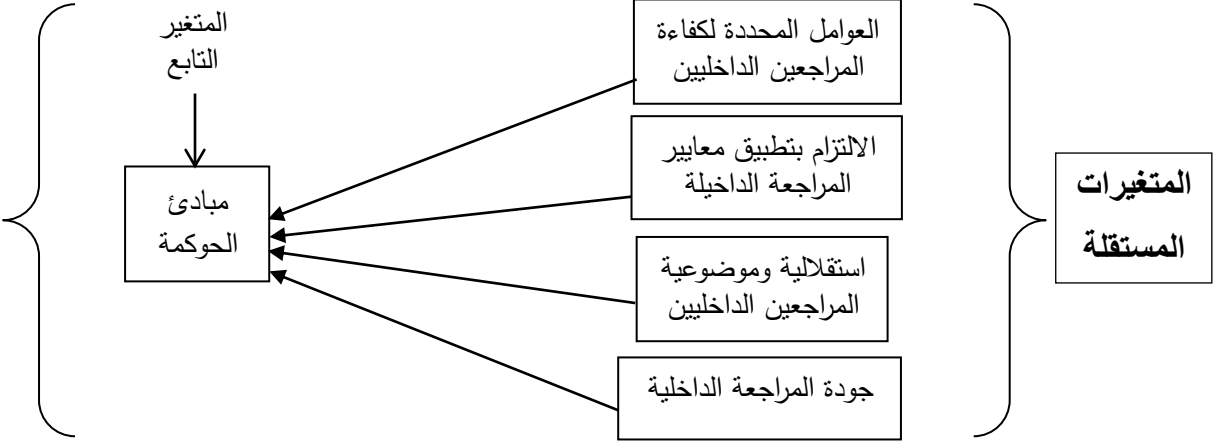 المتغيرات
المستقلة
العوامل المحددة لكفاءة
المراجعين الداخليين
الالتزام بتطبيق معايير
المراجعة الداخيلة
استقلالية وموضوعية
المراجعين الداخليين
جودة المراجعة الداخلية
المتغير
التابع
مبادئ
الحوكمة